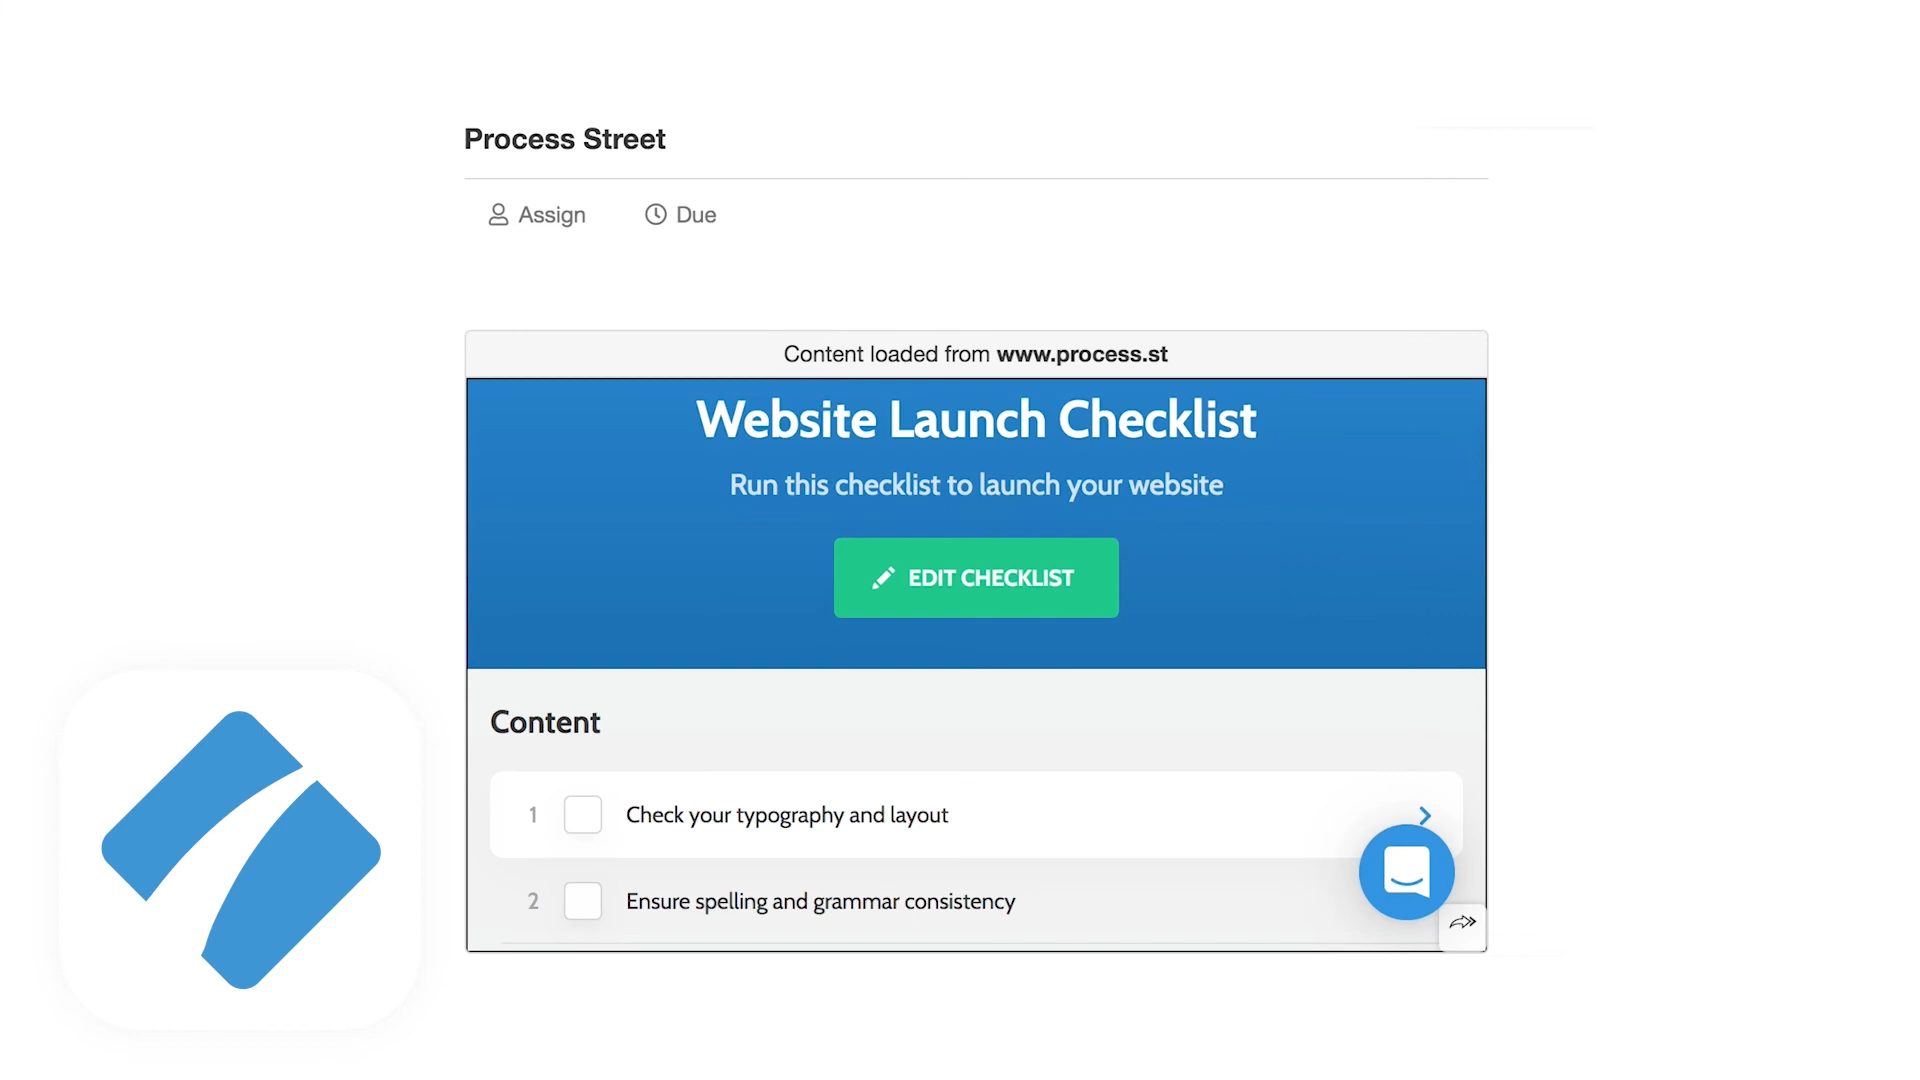 Process Street
Assign Due
Content loaded from www.process.st
Website Launch Checklist
Run this checklist to launch your website
EDIT CHECKLIST
Content
1 Check your typography and layout
2 Ensure spelling and grammar consistency